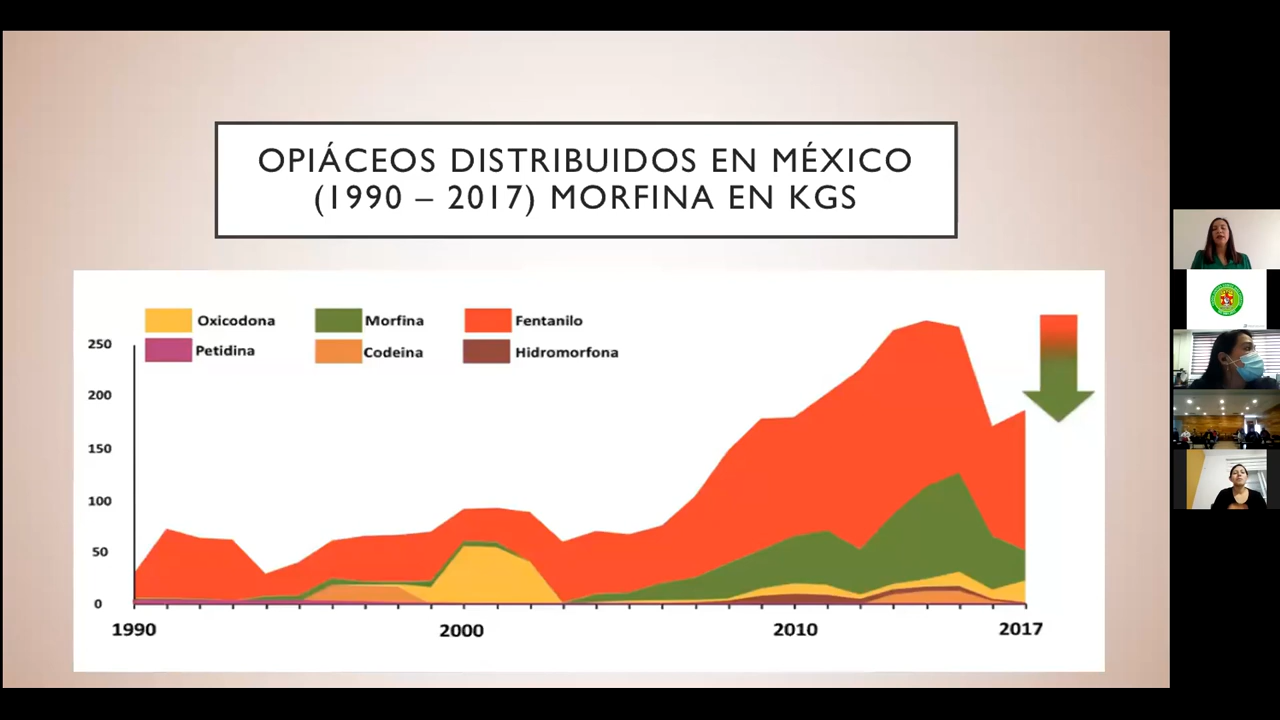 OPIÁCEOS DISTRIBUIDOS EN MÉXICO
(1990 – 2017) MORFINA EN KGS
Oxicodona
Morfina
Fentanilo
Petidina
Codeina
Hidromorfona
250
200
150
100
50
0
1990
2000
2010
2017